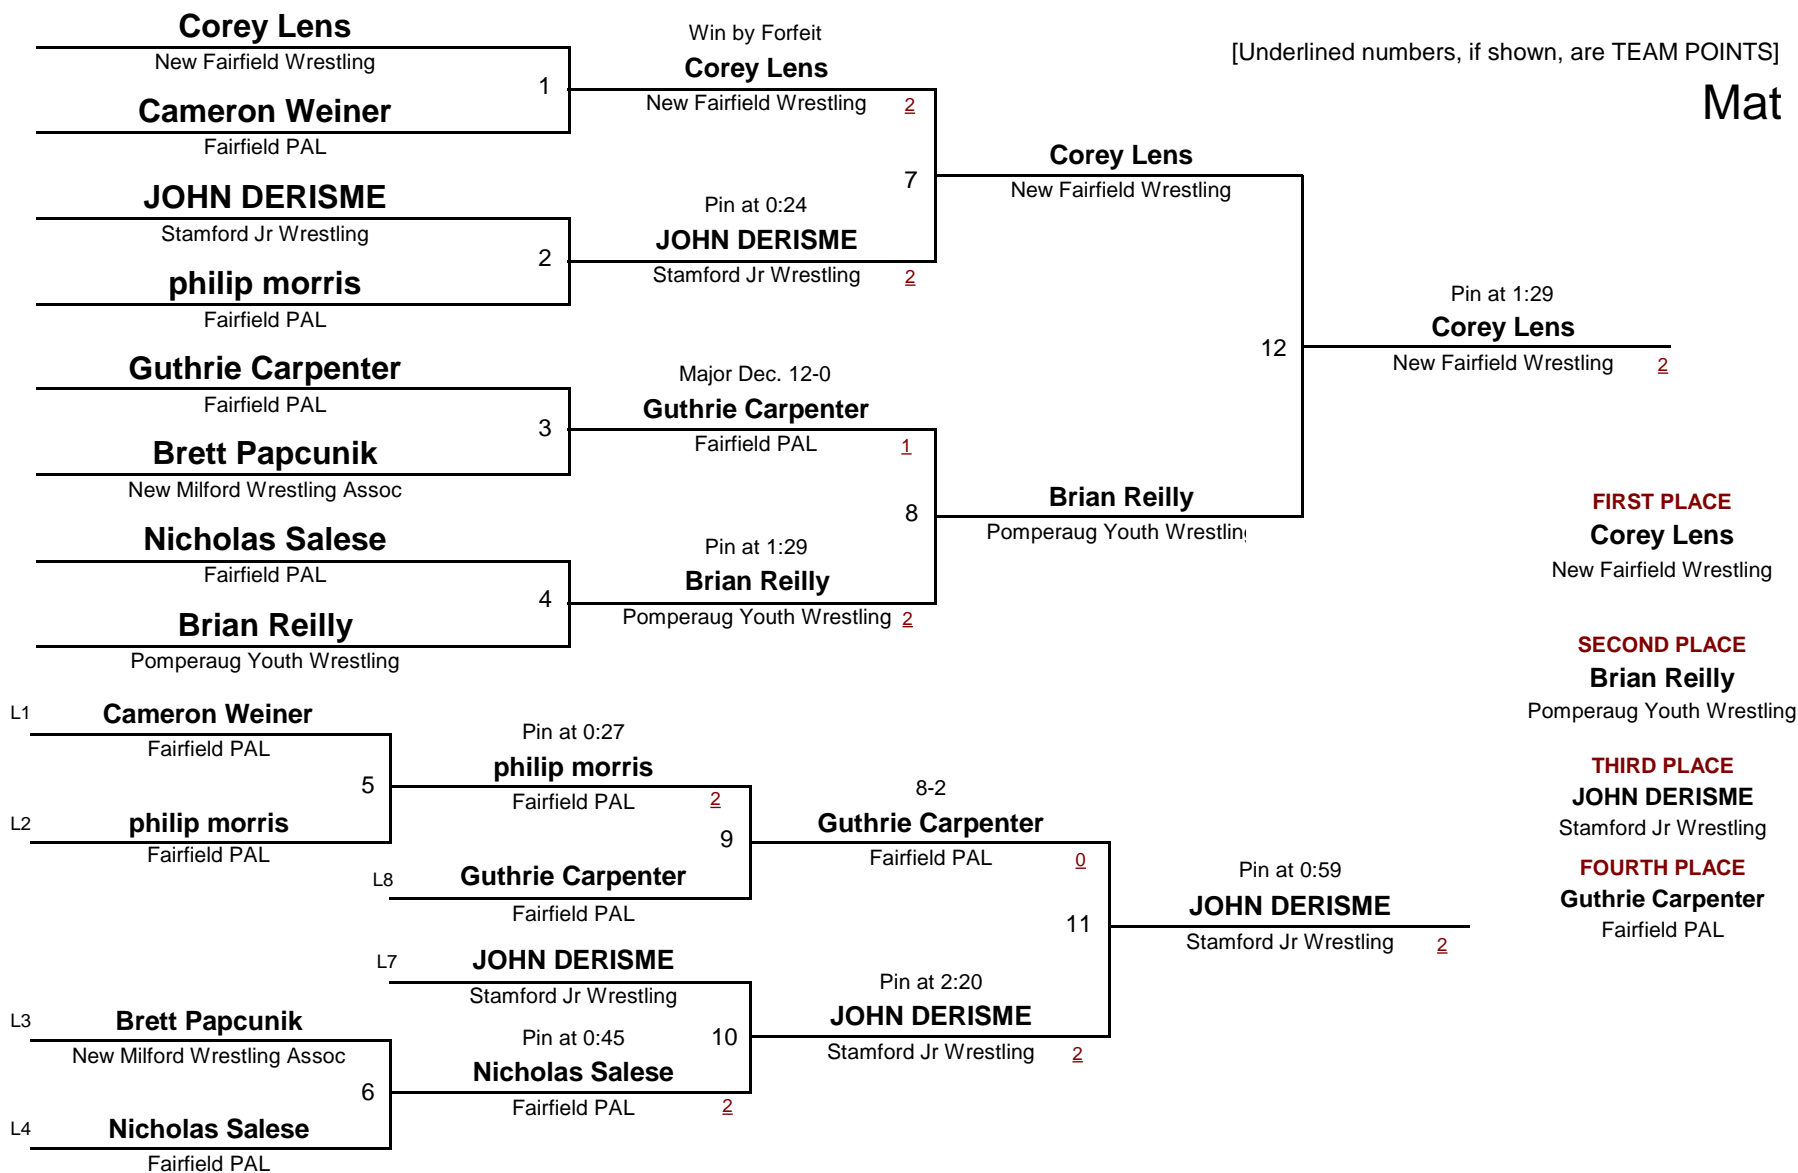 Corey Lens
New Fairfield Wrestling
1
Cameron Weiner
Fairfield PAL
JOHN DERISME
Stamford Jr Wrestling
2
philip morris
Fairfield PAL
Guthrie Carpenter
Fairfield PAL
3
Brett Papcunik
New Milford Wrestling Assoc
Nicholas Salese
Fairfield PAL
4
Brian Reilly
Pomperaug Youth Wrestling
Win by Forfeit
Corey Lens
New Fairfield Wrestling 2
7
Pin at 0:24
JOHN DERISME
Stamford Jr Wrestling 2
Major Dec. 12-0
Guthrie Carpenter
Fairfield PAL 1
8
Pin at 1:29
Brian Reilly
Pomperaug Youth Wrestling 2
Corey Lens
New Fairfield Wrestling
12
Brian Reilly
Pomperaug Youth Wrestlin
[Underlined numbers, if shown, are TEAM POINTS]
Mat
Pin at 1:29
Corey Lens
New Fairfield Wrestling 2
FIRST PLACE
Corey Lens
New Fairfield Wrestling
SECOND PLACE
Brian Reilly
Pomperaug Youth Wrestling
THIRD PLACE
JOHN DERISME
Stamford Jr Wrestling
FOURTH PLACE
Guthrie Carpenter
Fairfield PAL
L1 Cameron Weiner
Fairfield PAL
5
L2 philip morris
Fairfield PAL
Pin at 0:27
philip morris
Fairfield PAL 2
9
L8 Guthrie Carpenter
Fairfield PAL
L7 JOHN DERISME
Stamford Jr Wrestling
10
L3 Brett Papcunik
New Milford Wrestling Assoc
6
L4 Nicholas Salese
Fairfield PAL
Pin at 0:45
Nicholas Salese
Fairfield PAL 2
8-2
Guthrie Carpenter
Fairfield PAL 0
11
Pin at 2:20
JOHN DERISME
Stamford Jr Wrestling 2
Pin at 0:59
JOHN DERISME
Stamford Jr Wrestling 2